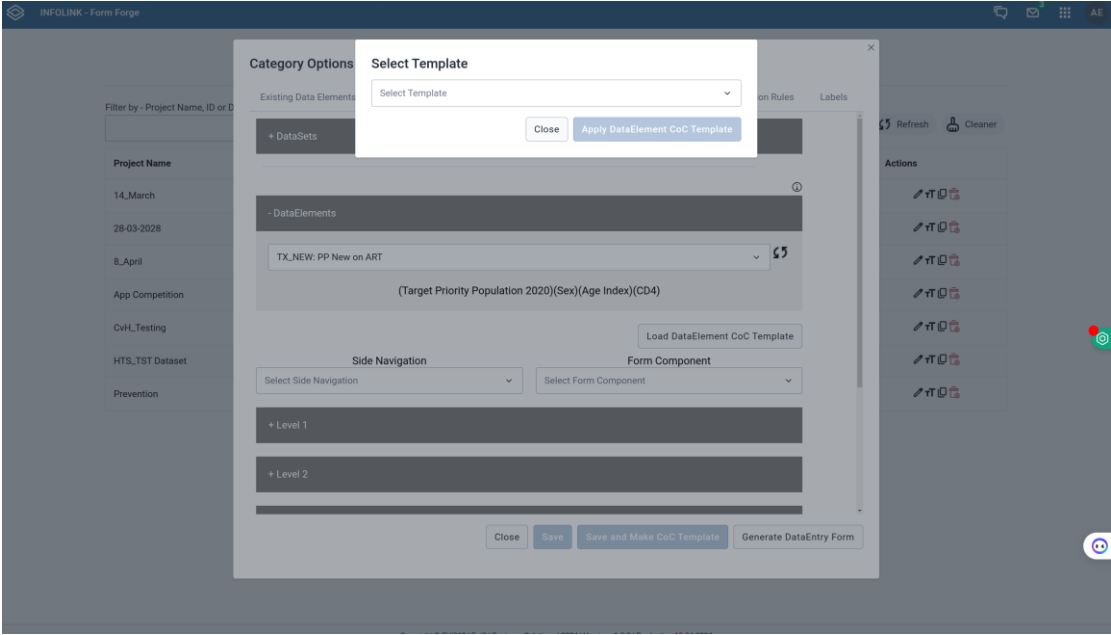 INFOLINK - Form Forge
3
AE
Category Options
Select Template
Select Template
Close
Apply DataElement CoC Template
Existing Data Elements
on Rules
Labels
Filter by - Project Name, ID or D
Refresh
Cleaner
+ DataSets
Project Name
Actions
14_March
28-03-2028
8_April
App Competition
CvH_Testing
HTS_TST Dataset
Prevention
- DataElements
TX_NEW: PP New on ART
(Target Priority Population 2020)(Sex)(Age Index)(CD4)
Load DataElement CoC Template
Side Navigation
Form Component
Select Side Navigation
Select Form Component
+ Level 1
+ Level 2
Close
Save
Save and Make CoC Template
Generate DataEntry Form